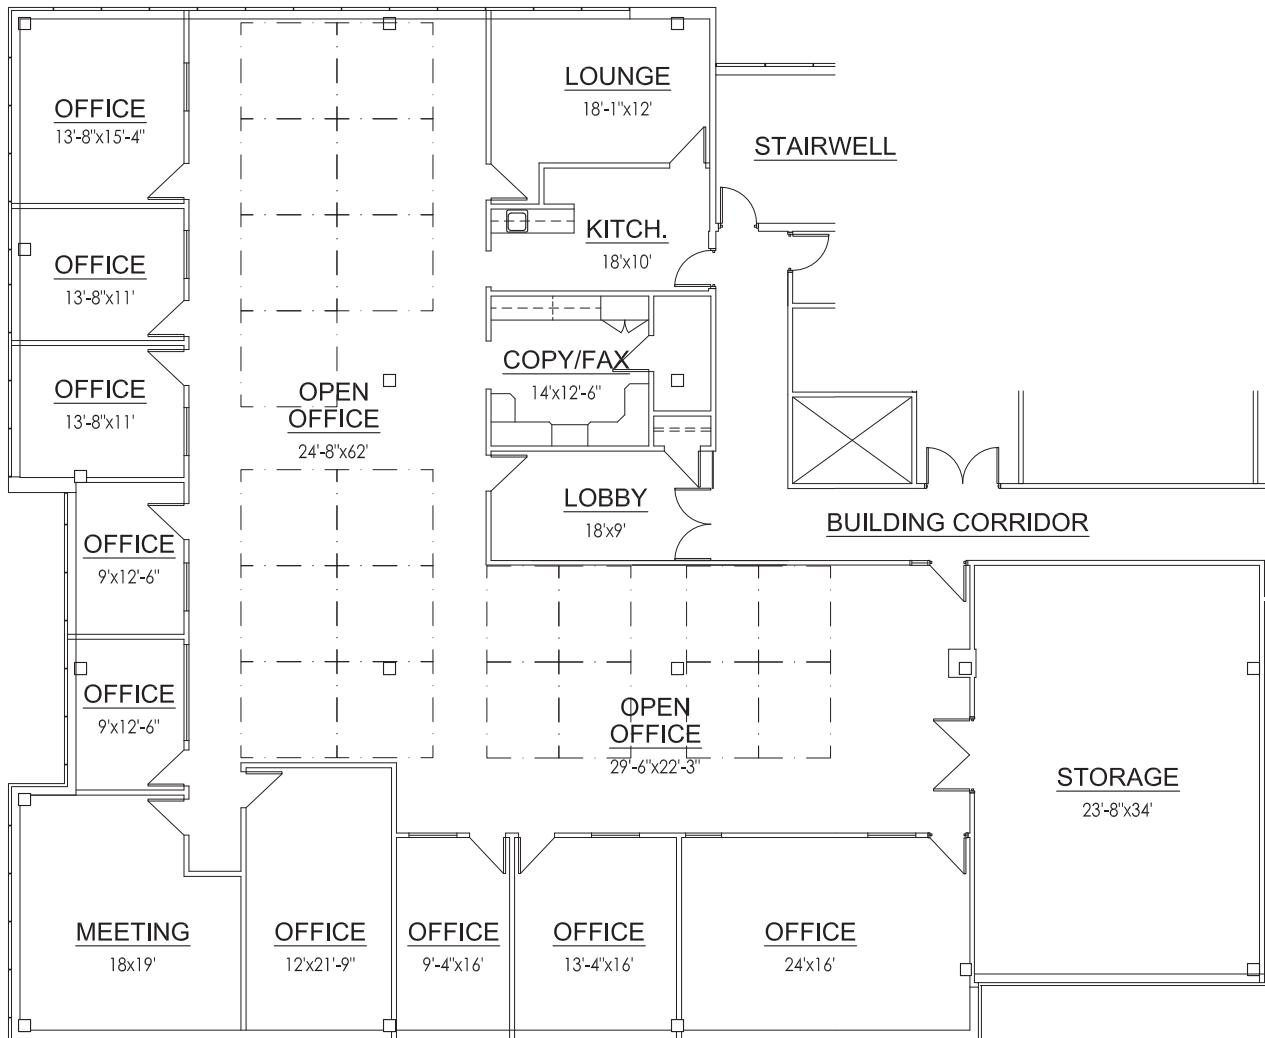 LOUNGE
18'-1"x12'
OFFICE
13'-8"x15'-4"
STAIRWELL
KITCH.
18'x10'
OFFICE
13'-8"x11'
COPY/FAX
14'x12'-6"
OFFICE
13'-8"x11'
OPEN
OFFICE
24'-8"x62'
LOBBY
18'x9'
BUILDING CORRIDOR
OFFICE
9'x12'-6"
OFFICE
9'x12'-6"
OPEN
OFFICE
29'-6"x22'-3"
STORAGE
23'-8"x34'
MEETING
18x19'
OFFICE
12'x21'-9"
OFFICE
9'-4"x16'
OFFICE
13'-4"x16'
OFFICE
24'x16'